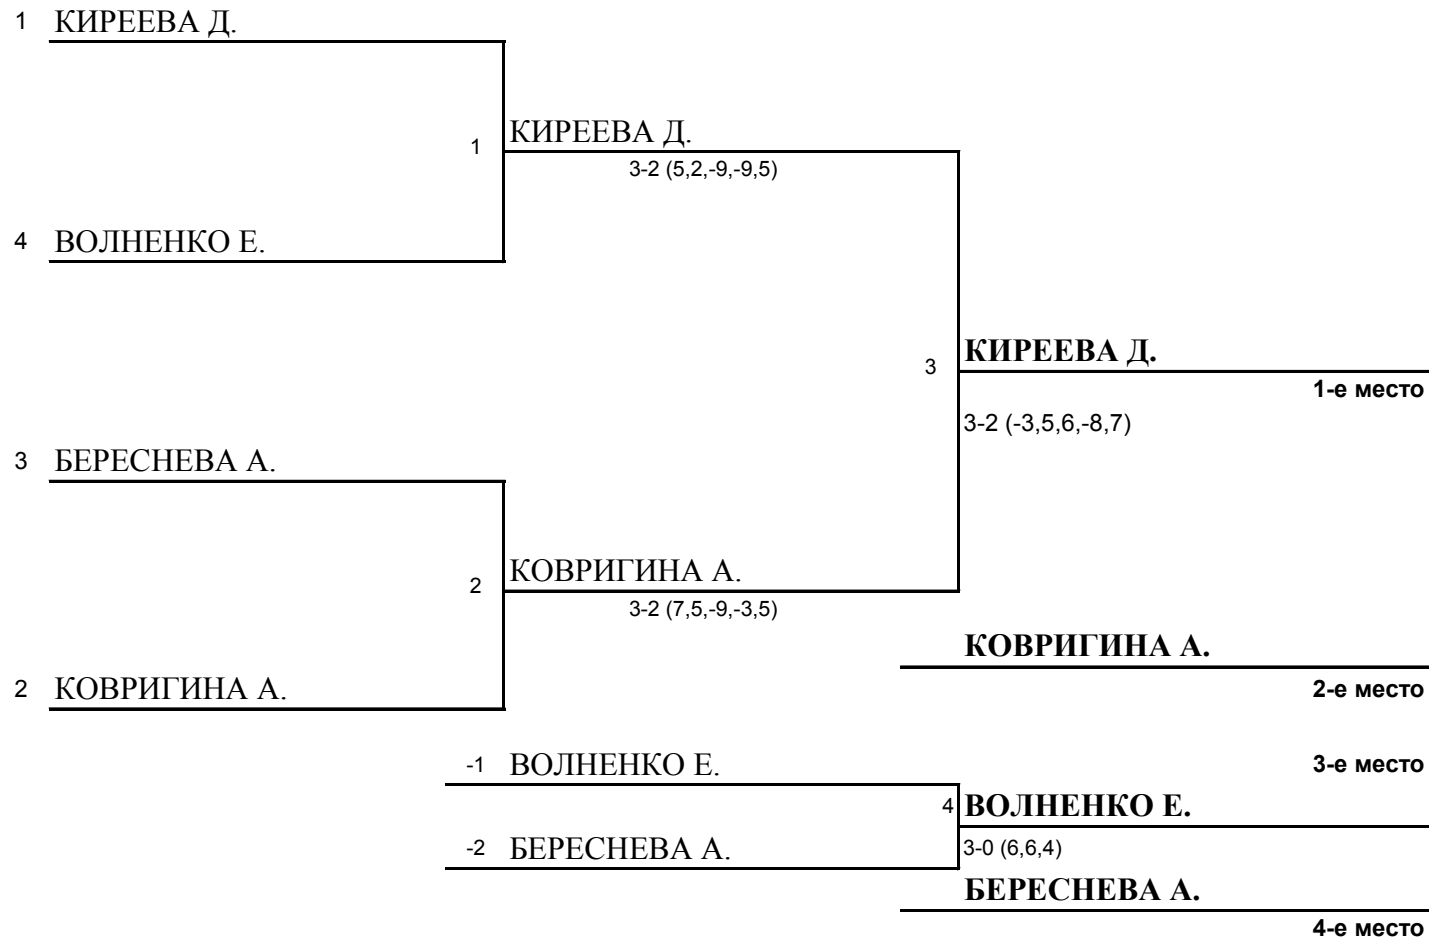 1 КИРЕЕВА Д.
1 КИРЕЕВА Д.
3-2 (5,2,-9,-9,5)
4 ВОЛНЕНКО Е.
3 КИРЕЕВА Д.
1-е место
3-2 (-3,5,6,-8,7)
3 БЕРЕСНЕВА А.
2 КОВРИГИНА А.
3-2 (7,5,-9,-3,5)
КОВРИГИНА А.
2 КОВРИГИНА А.
2-е место
-1 ВОЛНЕНКО Е.
3-е место
4 ВОЛНЕНКО Е.
-2 БЕРЕСНЕВА А.
3-0 (6,6,4)
БЕРЕСНЕВА А.
4-е место